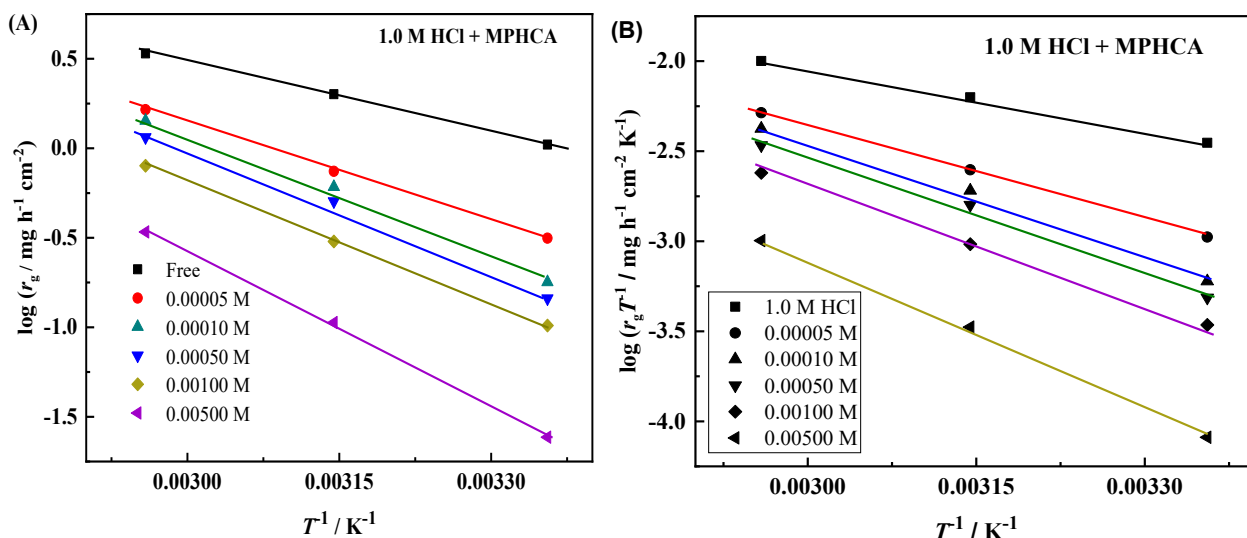 (A)
1.0 M HCl + MPHCA
log (r_g / mg h⁻¹ cm⁻²)
0.5
0.0
-0.5
-1.0
-1.5
Free
0.00005 M
0.00010 M
0.00050 M
0.00100 M
0.00500 M
0.00300
0.00315
0.00330
T⁻¹ / K⁻¹
(B)
1.0 M HCl + MPHCA
log (r_g T⁻¹ / mg h⁻¹ cm⁻² K⁻¹)
-2.0
-2.5
-3.0
-3.5
-4.0
1.0 M HCl
0.00005 M
0.00010 M
0.00050 M
0.00100 M
0.00500 M
0.00300
0.00315
0.00330
T⁻¹ / K⁻¹